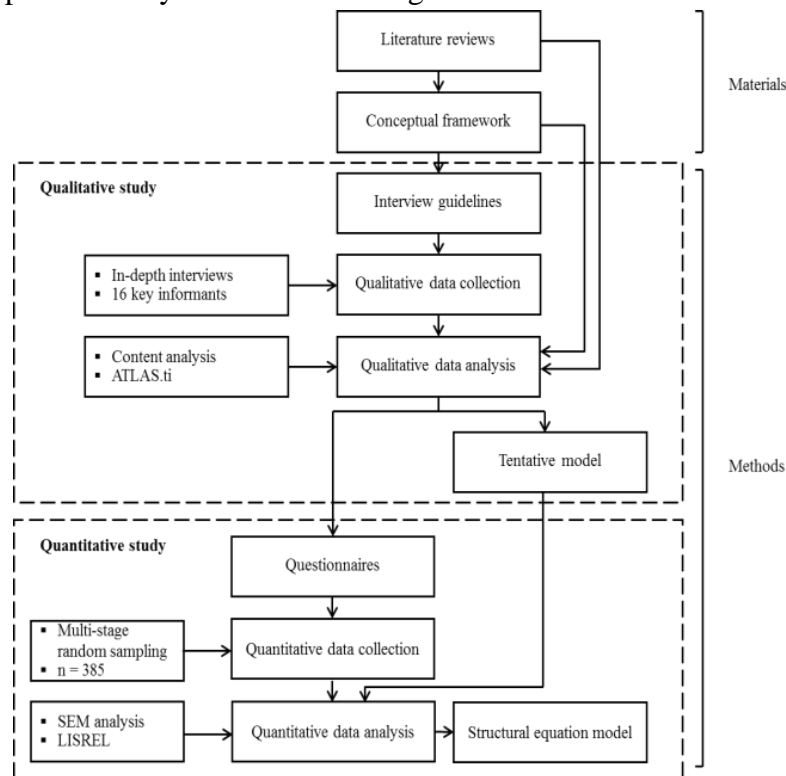 Literature reviews
Materials
Conceptual framework
Qualitative study
Interview guidelines
▪ In-depth interviews
▪ 16 key informants
Qualitative data collection
▪ Content analysis
▪ ATLAS.ti
Qualitative data analysis
Tentative model
Methods
Quantitative study
Questionnaires
▪ Multi-stage
random sampling
▪ n = 385
Quantitative data collection
▪ SEM analysis
▪ LISREL
Quantitative data analysis
Structural equation model